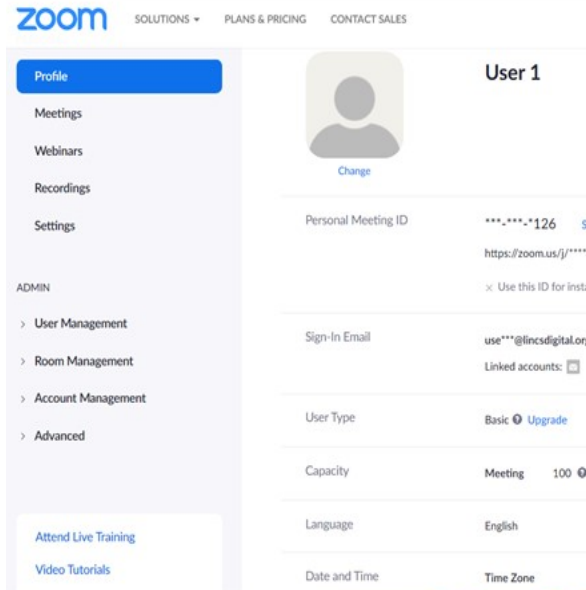 zoom SOLUTIONS PLANS & PRICING CONTACT SALES
Profile
Meetings
Webinars
Recordings
Settings
ADMIN
User Management
Room Management
Account Management
Advanced
Attend Live Training
Video Tutorials
User 1
Change
Personal Meeting ID ***-***-*126 S
https://zoom.us/j/****
× Use this ID for insta
Sign-In Email use***@lincsdigital.org
Linked accounts:
User Type Basic Upgrade
Capacity Meeting 100
Language English
Date and Time Time Zone